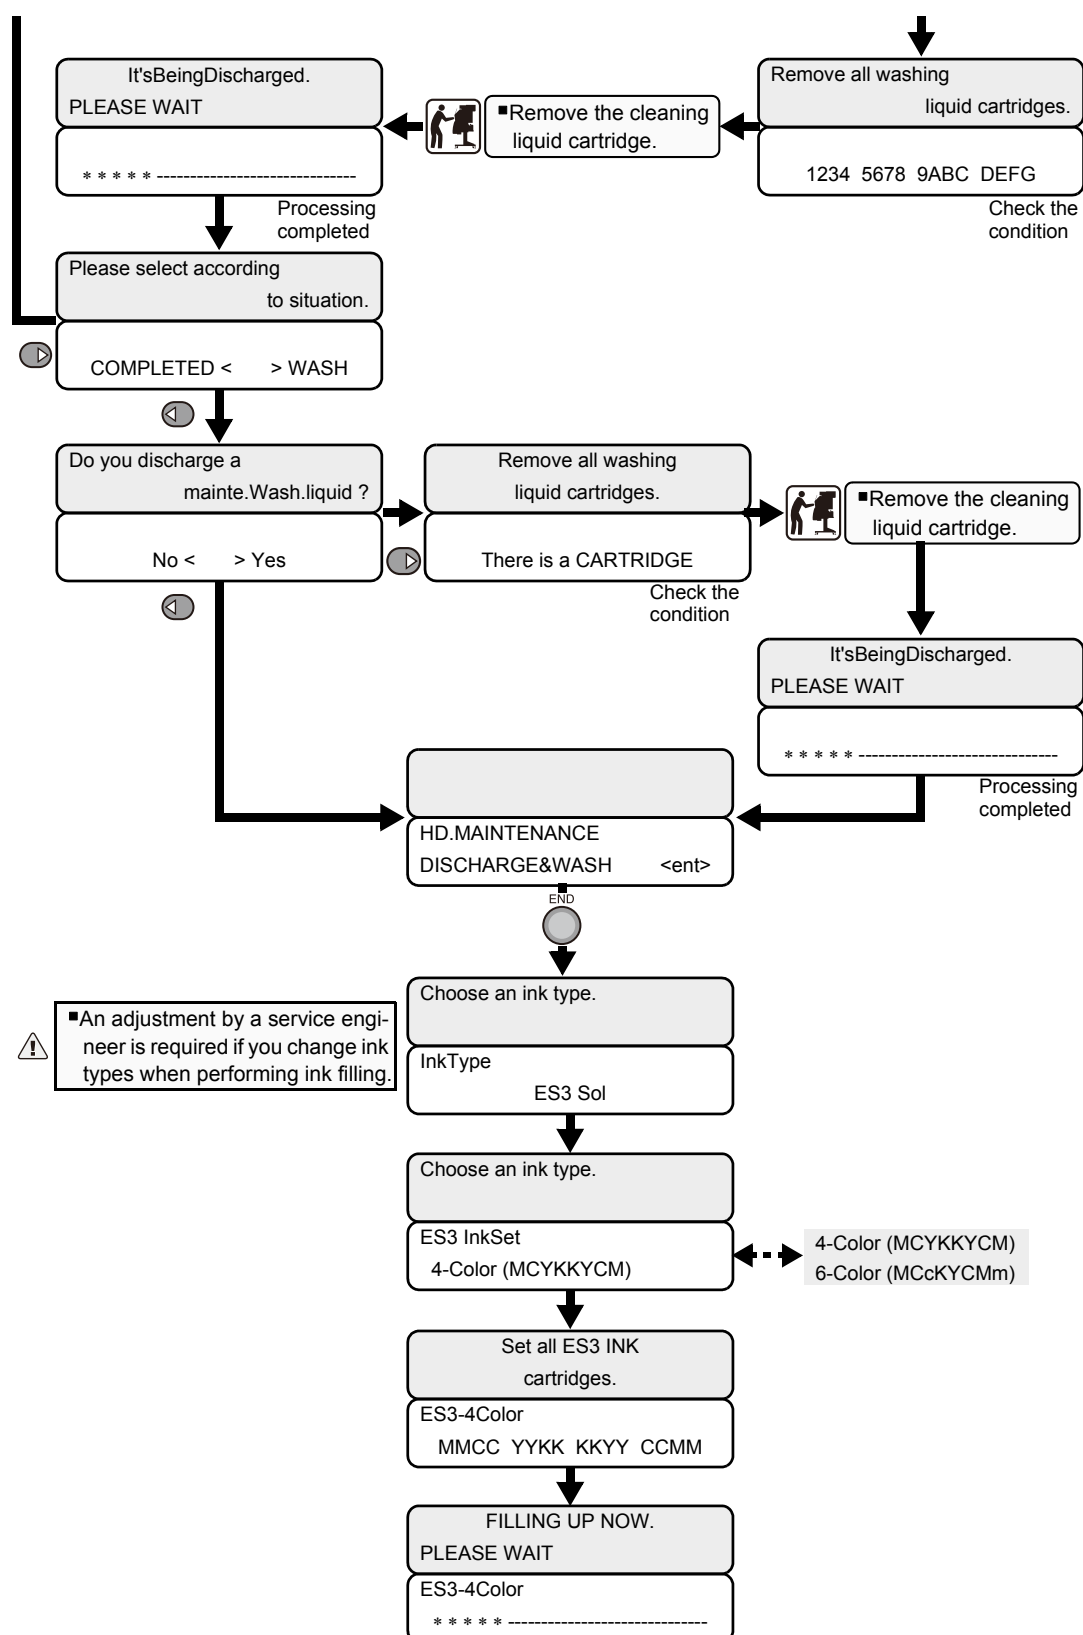 Remove all washing
liquid cartridges.
1234 5678 9ABC DEFG
Check the
condition
■Remove the cleaning
liquid cartridge.
It'sBeingDischarged.
PLEASE WAIT
* * * * * ------------------------------
Processing
completed
Please select according
to situation.
COMPLETED < > WASH
Do you discharge a
mainte.Wash.liquid ?
No < > Yes
Remove all washing
liquid cartridges.
There is a CARTRIDGE
Check the
condition
■Remove the cleaning
liquid cartridge.
It'sBeingDischarged.
PLEASE WAIT
* * * * * ------------------------------
Processing
completed
HD.MAINTENANCE
DISCHARGE&WASH <ent>
END
Choose an ink type.
InkType
ES3 Sol
■An adjustment by a service engi-
neer is required if you change ink
types when performing ink filling.
Choose an ink type.
ES3 InkSet
4-Color (MCYKKYCM)
4-Color (MCYKKYCM)
6-Color (MCcKYCMm)
Set all ES3 INK
cartridges.
ES3-4Color
MMCC YYKK KKYY CCMM
FILLING UP NOW.
PLEASE WAIT
ES3-4Color
* * * * * ------------------------------